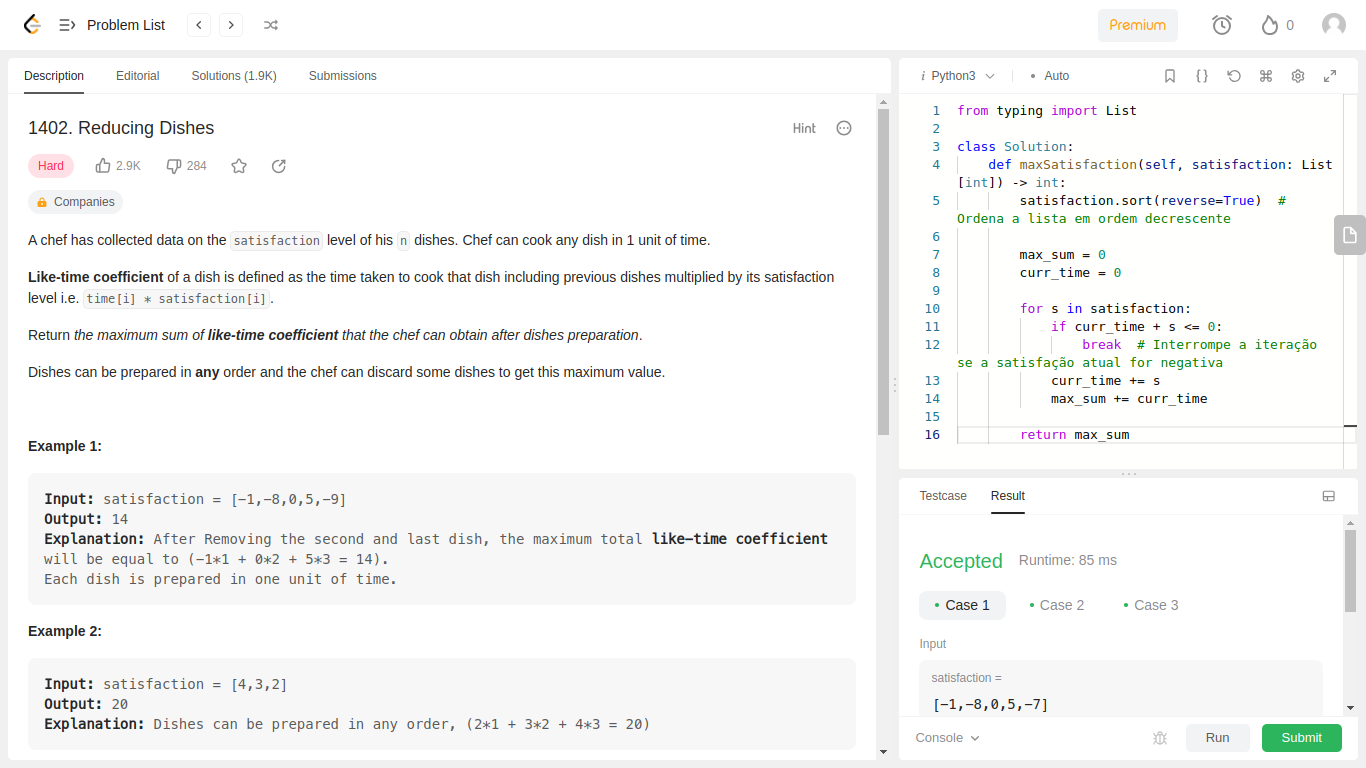 Problem List
Premium
0
Description Editorial Solutions (1.9K) Submissions
1402. Reducing Dishes
Hint
Hard 2.9K 284
Companies
A chef has collected data on the satisfaction level of his n dishes. Chef can cook any dish in 1 unit of time.
Like-time coefficient of a dish is defined as the time taken to cook that dish including previous dishes multiplied by its satisfaction
level i.e. time[i] * satisfaction[i].
Return the maximum sum of like-time coefficient that the chef can obtain after dishes preparation.
Dishes can be prepared in any order and the chef can discard some dishes to get this maximum value.
Example 1:
Input: satisfaction = [-1,-8,0,5,-9]
Output: 14
Explanation: After Removing the second and last dish, the maximum total like-time coefficient
will be equal to (-1*1 + 0*2 + 5*3 = 14).
Each dish is prepared in one unit of time.
Example 2:
Input: satisfaction = [4,3,2]
Output: 20
Explanation: Dishes can be prepared in any order, (2*1 + 3*2 + 4*3 = 20)
i Python3 • Auto
1 from typing import List
2
3 class Solution:
4 def maxSatisfaction(self, satisfaction: List
[int]) -> int:
5 satisfaction.sort(reverse=True) #
Ordena a lista em ordem decrescente
6
7 max_sum = 0
8 curr_time = 0
9
10 for s in satisfaction:
11 if curr_time + s <= 0:
12 break # Interrompe a iteração
se a satisfação atual for negativa
13 curr_time += s
14 max_sum += curr_time
15
16 return max_sum
Testcase Result
Accepted Runtime: 85 ms
• Case 1 • Case 2 • Case 3
Input
satisfaction =
[-1,-8,0,5,-7]
Console Run Submit